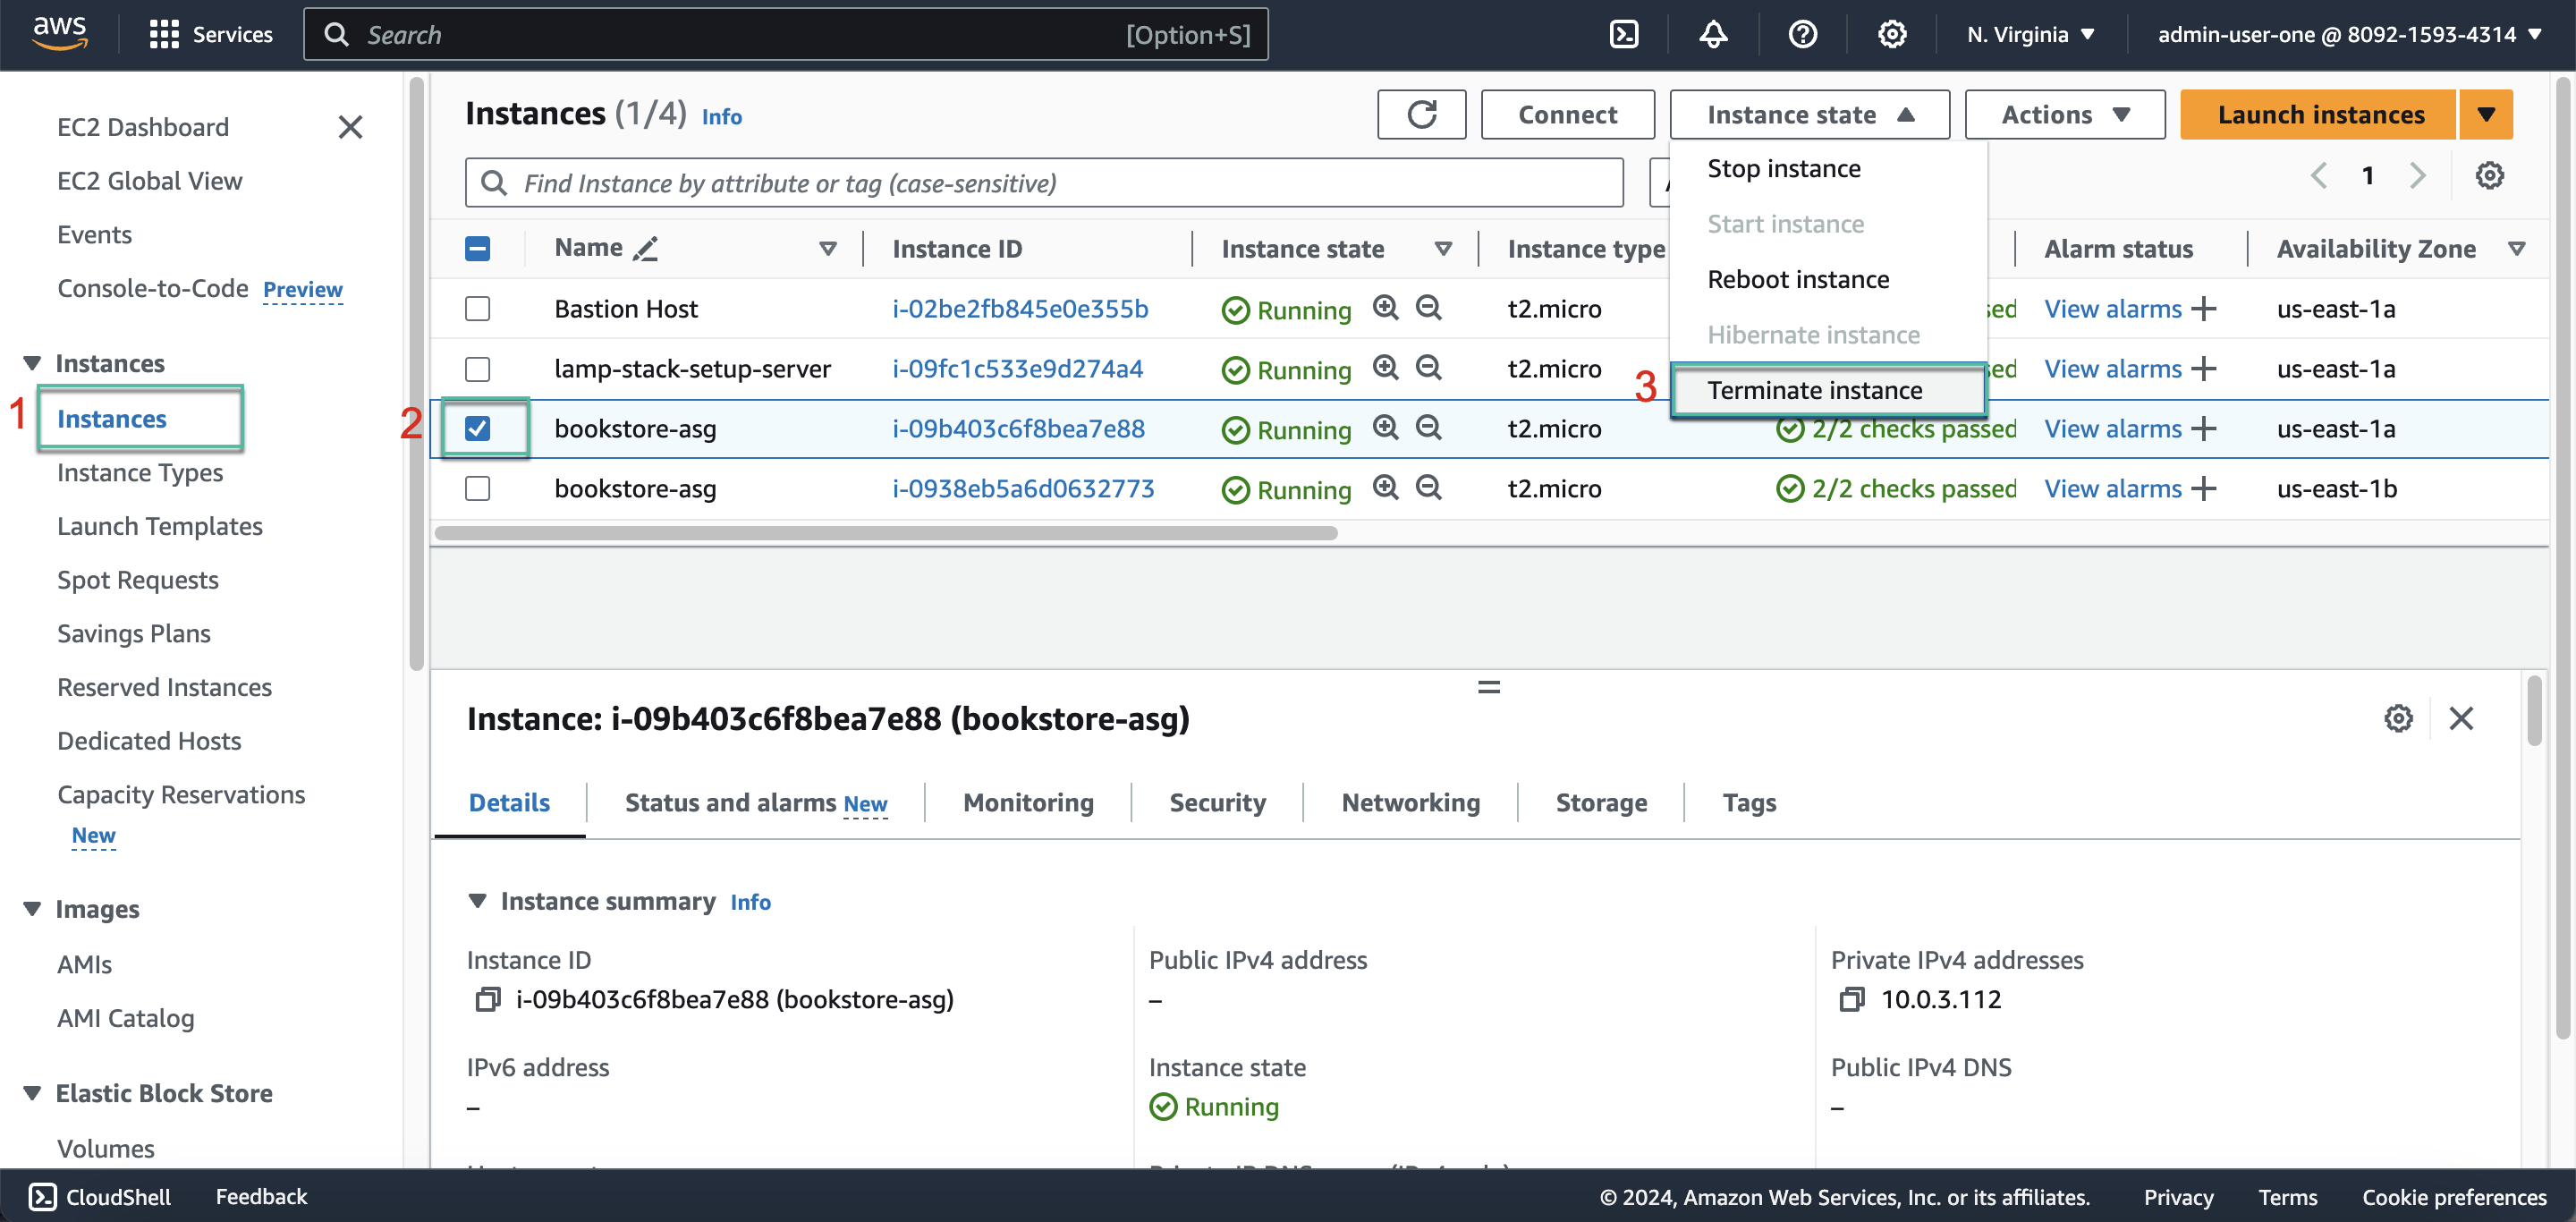 aws
Services
Search
[Option+S]
N. Virginia
admin-user-one @ 8092-1593-4314
EC2 Dashboard
EC2 Global View
Events
Console-to-Code Preview
Instances
1
Instances
Instance Types
Launch Templates
Spot Requests
Savings Plans
Reserved Instances
Dedicated Hosts
Capacity Reservations
New
Images
AMIs
AMI Catalog
Elastic Block Store
Volumes
Instances (1/4) Info
Connect
Instance state
Actions
Launch instances
Find Instance by attribute or tag (case-sensitive)
1
Stop instance
Start instance
Reboot instance
Hibernate instance
3
Terminate instance
Name Instance ID Instance state Instance type Alarm status Availability Zone
Bastion Host i-02be2fb845e0e355b Running t2.micro View alarms us-east-1a
lamp-stack-setup-server i-09fc1c533e9d274a4 Running t2.micro View alarms us-east-1a
2 bookstore-asg i-09b403c6f8bea7e88 Running t2.micro 2/2 checks passed View alarms us-east-1a
bookstore-asg i-0938eb5a6d0632773 Running t2.micro 2/2 checks passed View alarms us-east-1b
Instance: i-09b403c6f8bea7e88 (bookstore-asg)
Details Status and alarms New Monitoring Security Networking Storage Tags
Instance summary Info
Instance ID
i-09b403c6f8bea7e88 (bookstore-asg)
Public IPv4 address
–
Private IPv4 addresses
10.0.3.112
IPv6 address
–
Instance state
Running
Public IPv4 DNS
–
CloudShell
Feedback
© 2024, Amazon Web Services, Inc. or its affiliates.
Privacy
Terms
Cookie preferences